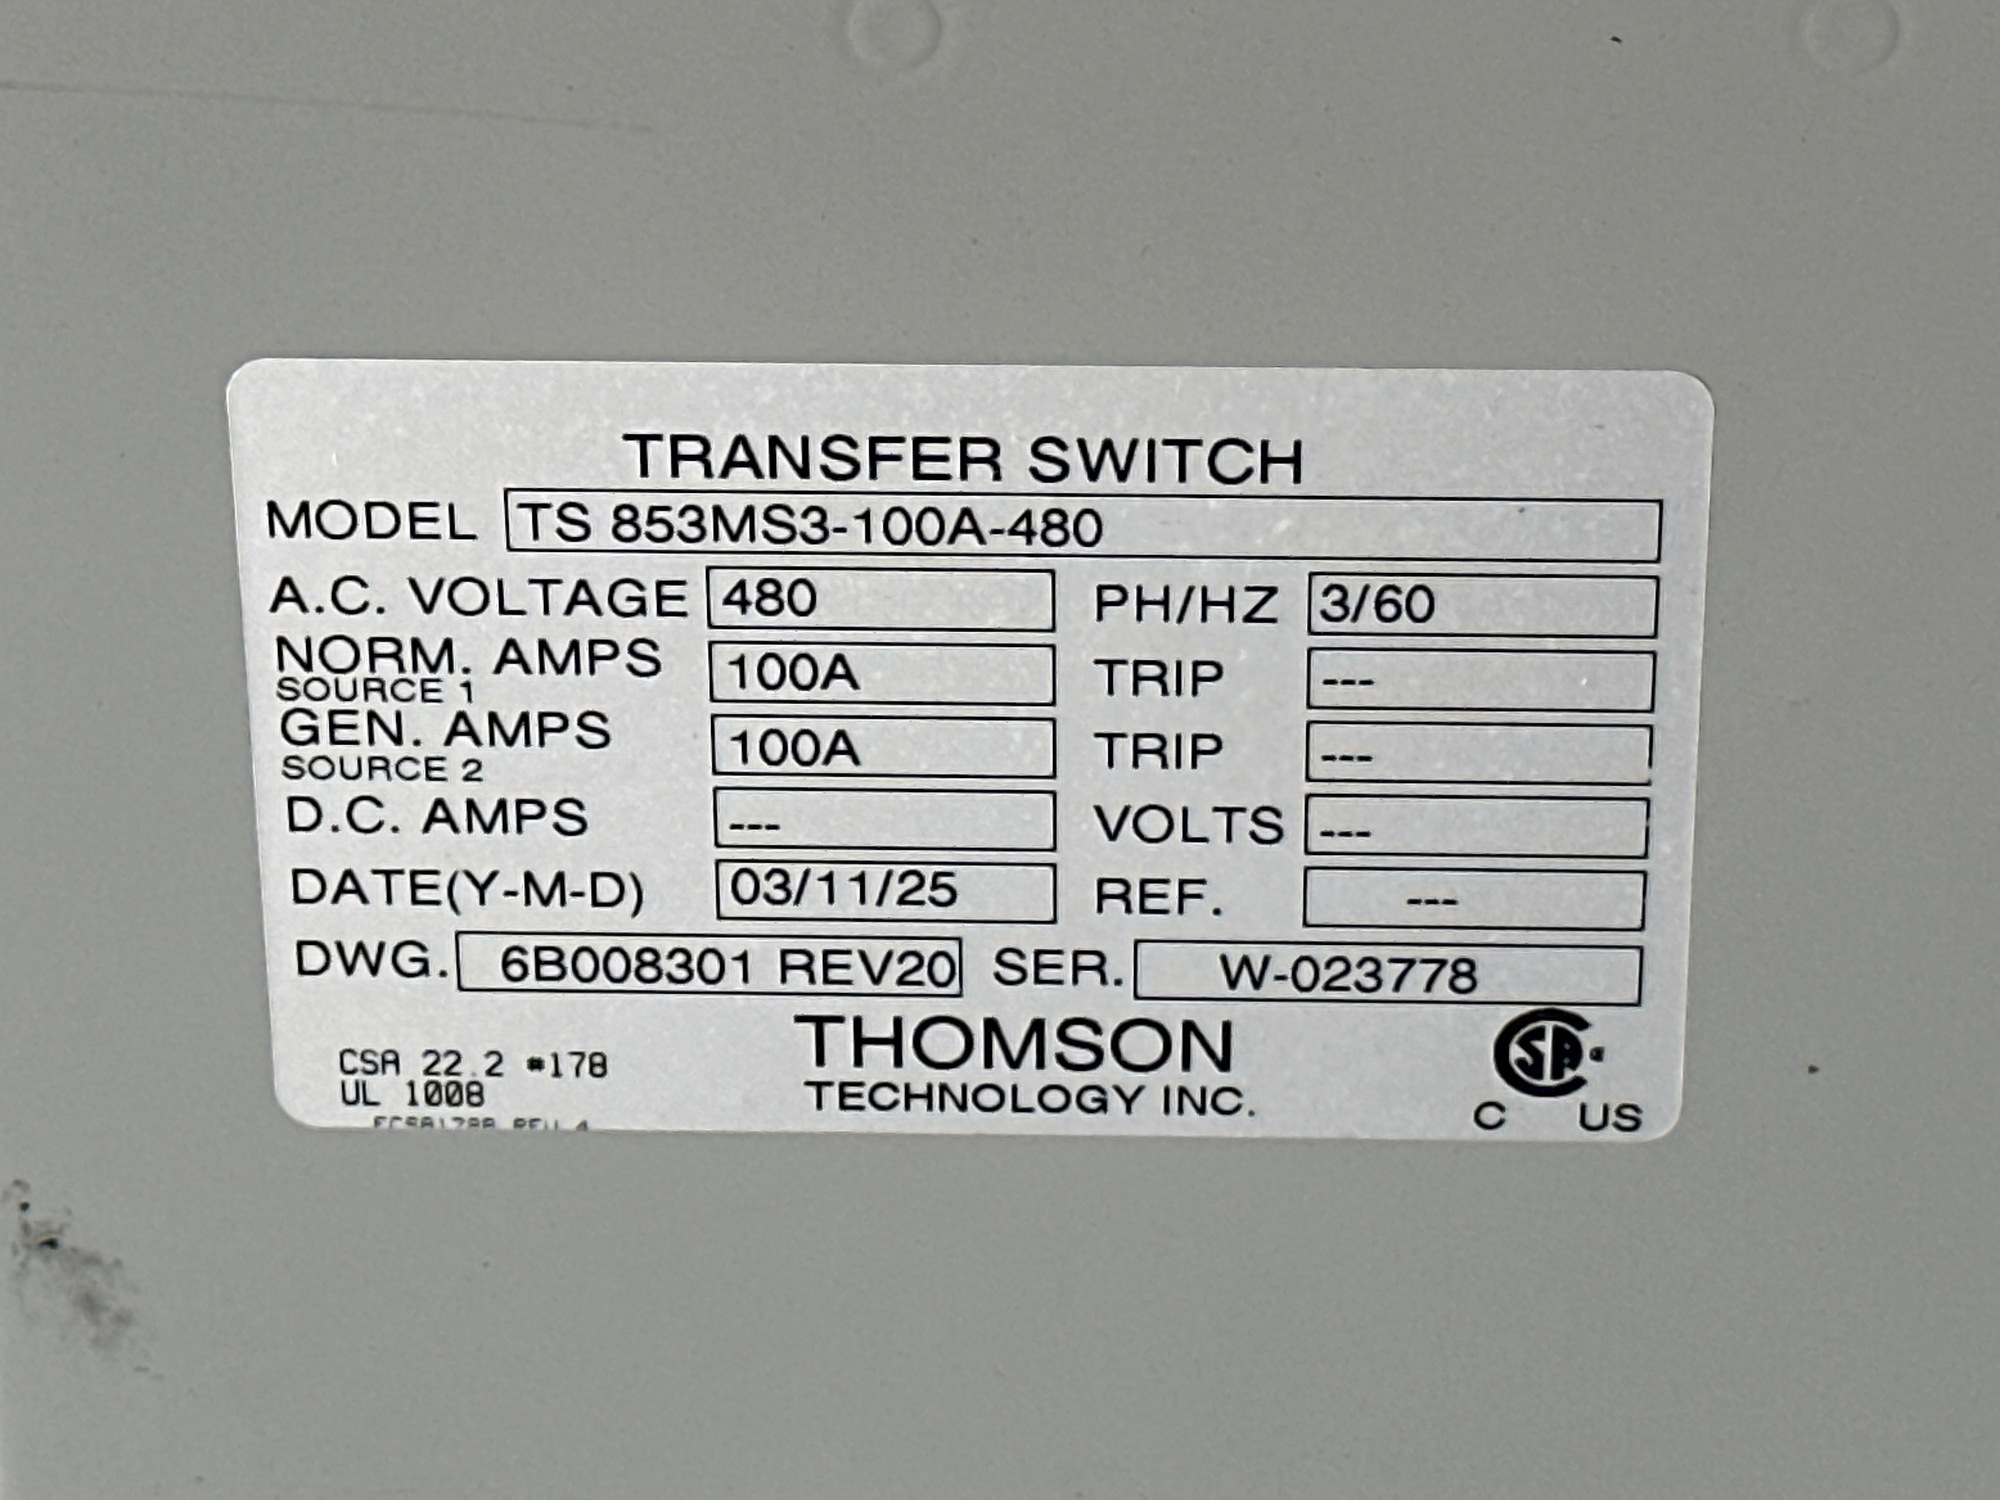 TRANSFER SWITCH
MODEL TS 853MS3-100A-480
A.C. VOLTAGE 480 PH/HZ 3/60
NORM. AMPS 100A TRIP ---
SOURCE 1
GEN. AMPS 100A TRIP ---
SOURCE 2
D.C. AMPS --- VOLTS ---
DATE(Y-M-D) 03/11/25 REF. ---
DWG. 6B008301 REV20 SER. W-023778
CSA 22.2 #178
UL 1008
THOMSON
TECHNOLOGY INC.
C US